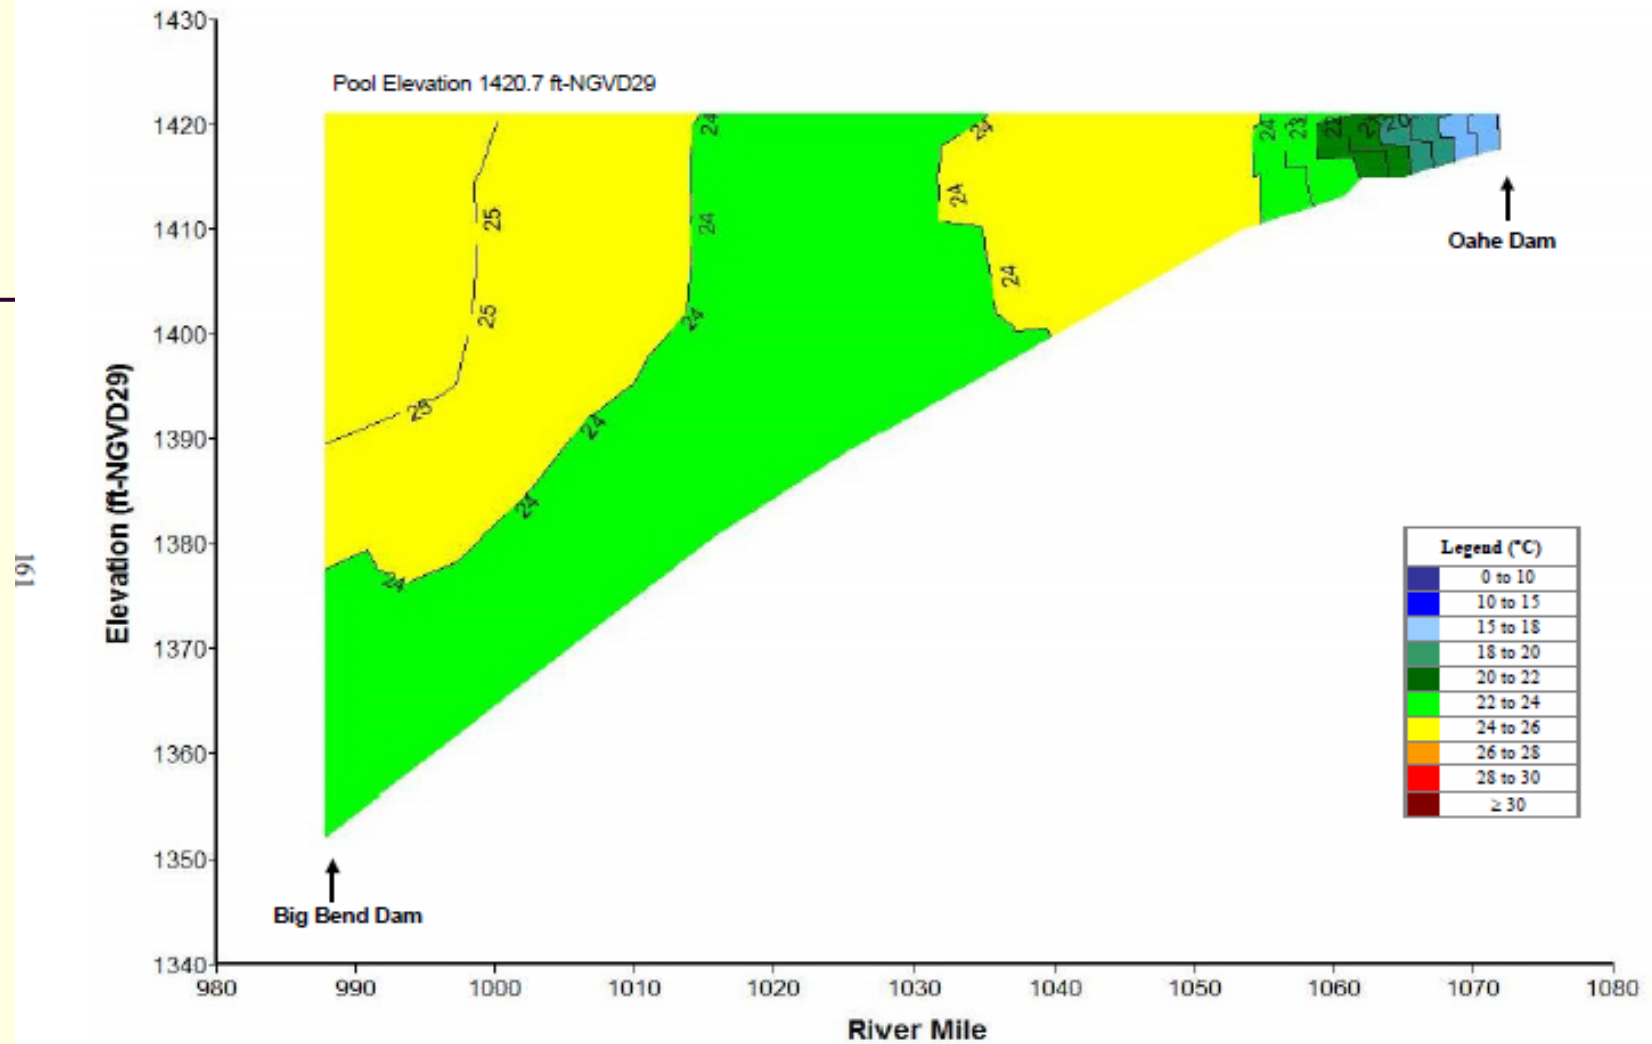 1430
Pool Elevation 1420.7 ft-NGVD29
1420
24
24
23
22
20
24
1410
25
24
Oahe Dam
24
1400
25
24
25
1390
24
24
1380
24
1370
1360
1350
1340
Elevation (ft-NGVD29)
161
Legend (°C)
0 to 10
10 to 15
15 to 18
18 to 20
20 to 22
22 to 24
24 to 26
26 to 28
28 to 30
≥ 30
Big Bend Dam
980 990 1000 1010 1020 1030 1040 1050 1060 1070 1080
River Mile